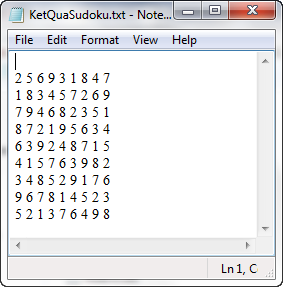 KetQuaSudoku.txt - Note...
File Edit Format View Help
2 5 6 9 3 1 8 4 7
1 8 3 4 5 7 2 6 9
7 9 4 6 8 2 3 5 1
8 7 2 1 9 5 6 3 4
6 3 9 2 4 8 7 1 5
4 1 5 7 6 3 9 8 2
3 4 8 5 2 9 1 7 6
9 6 7 8 1 4 5 2 3
5 2 1 3 7 6 4 9 8
Ln 1, C